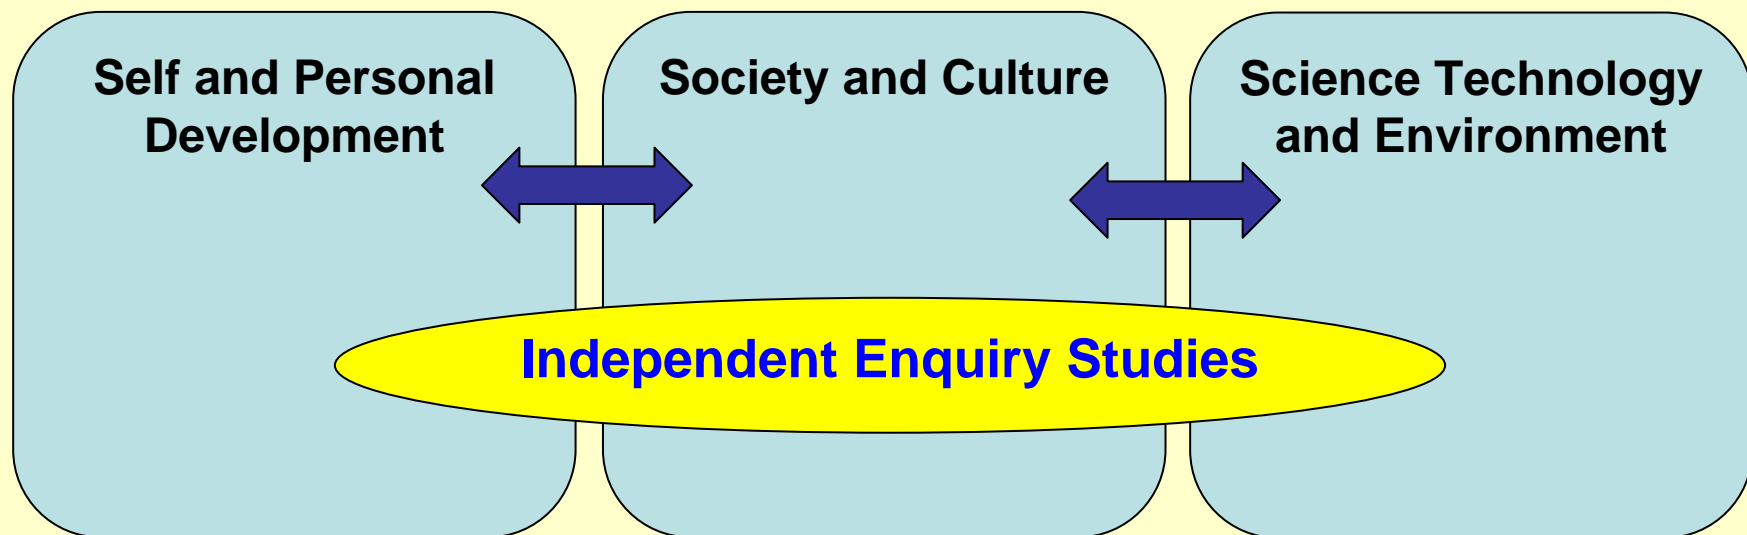 Self and Personal
Development
Society and Culture
Science Technology
and Environment
Independent Enquiry Studies